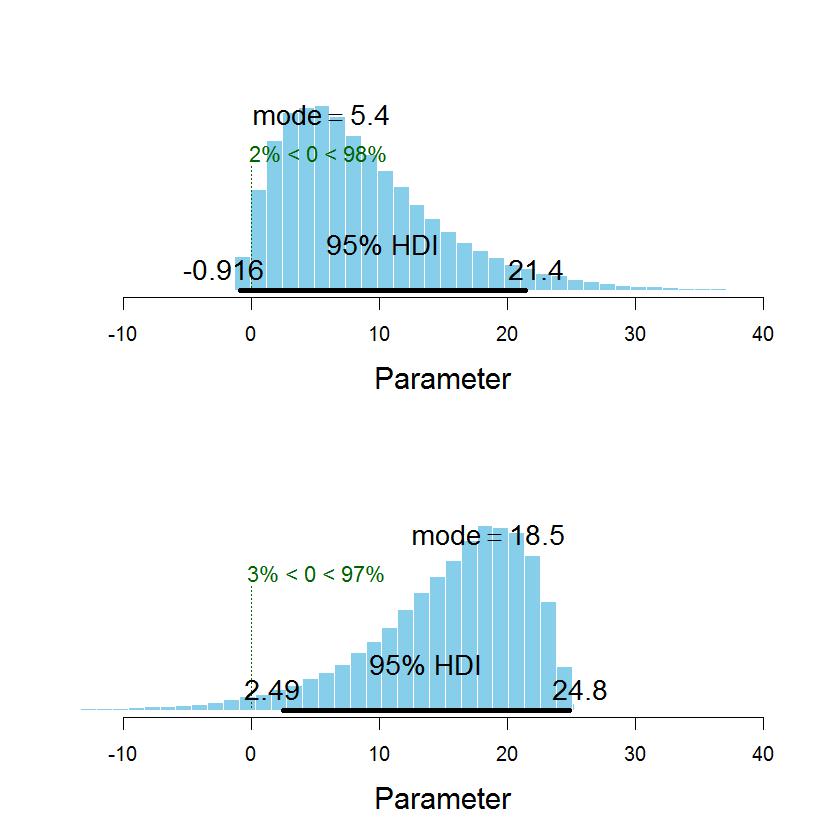 mode = 5.4
2% < 0 < 98%
95% HDI
-0.916 21.4
-10 0 10 20 30 40
Parameter
mode = 18.5
3% < 0 < 97%
95% HDI
2.49 24.8
-10 0 10 20 30 40
Parameter